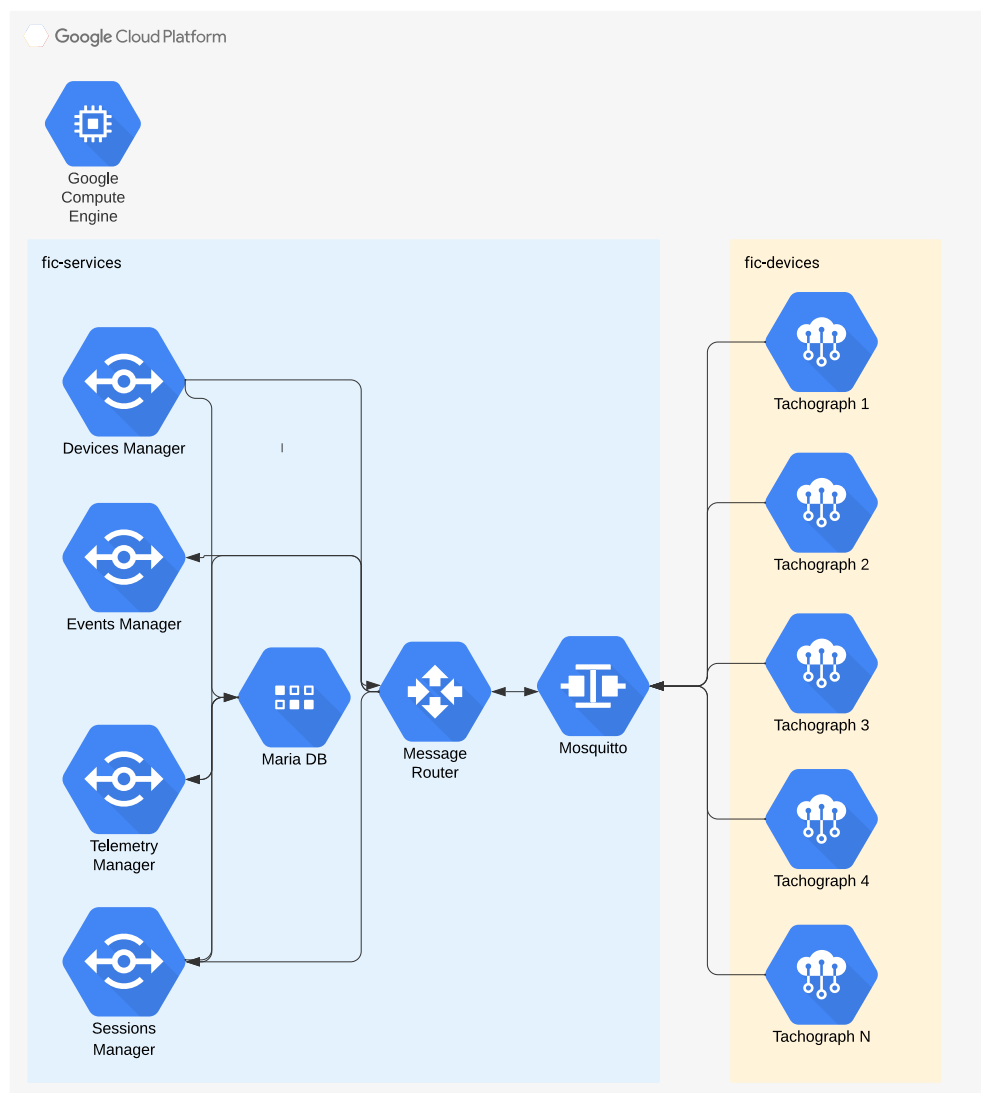 Google Cloud Platform
Google
Compute
Engine
fic-services
fic-devices
Devices Manager
Tachograph 1
Events Manager
Tachograph 2
Maria DB
Message
Router
Mosquitto
Tachograph 3
Telemetry
Manager
Tachograph 4
Sessions
Manager
Tachograph N
l